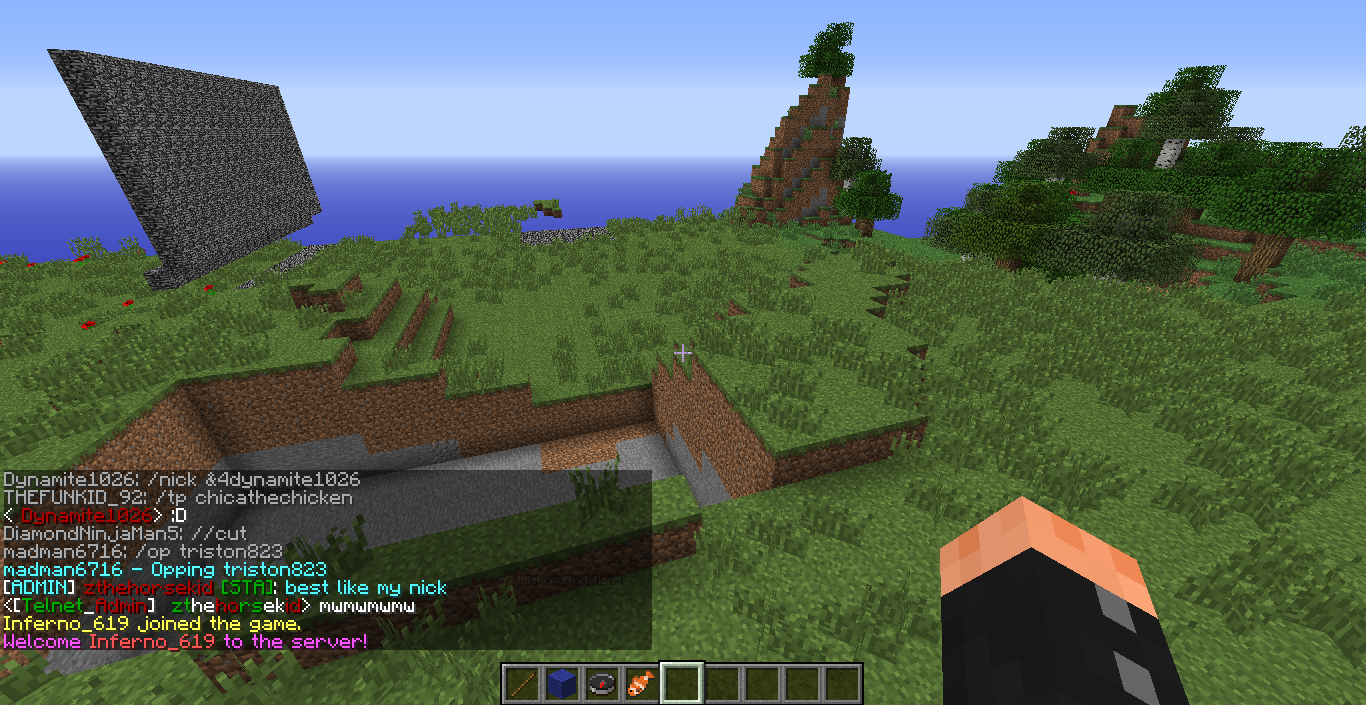 Dynamite1026: /nick &4dynamite1026
THEFUNKID_92: /tp chicathechicken
< Dynamite1026> :D
DiamondNinjaMan5: //cut
madman6716: /op triston823
madman6716 - Opping triston823
[ADMIN] zthehorsekid [STA]: best like my nick
<[Telnet_Admin] zthehorsekid> mwmwmwmw
Inferno_619 joined the game.
Welcome Inferno_619 to the server!